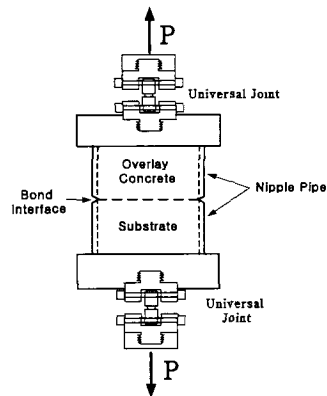 P
Universal Joint
Overlay
Concrete
Bond
Interface
Nipple Pipe
Substrate
Universal
Joint
P